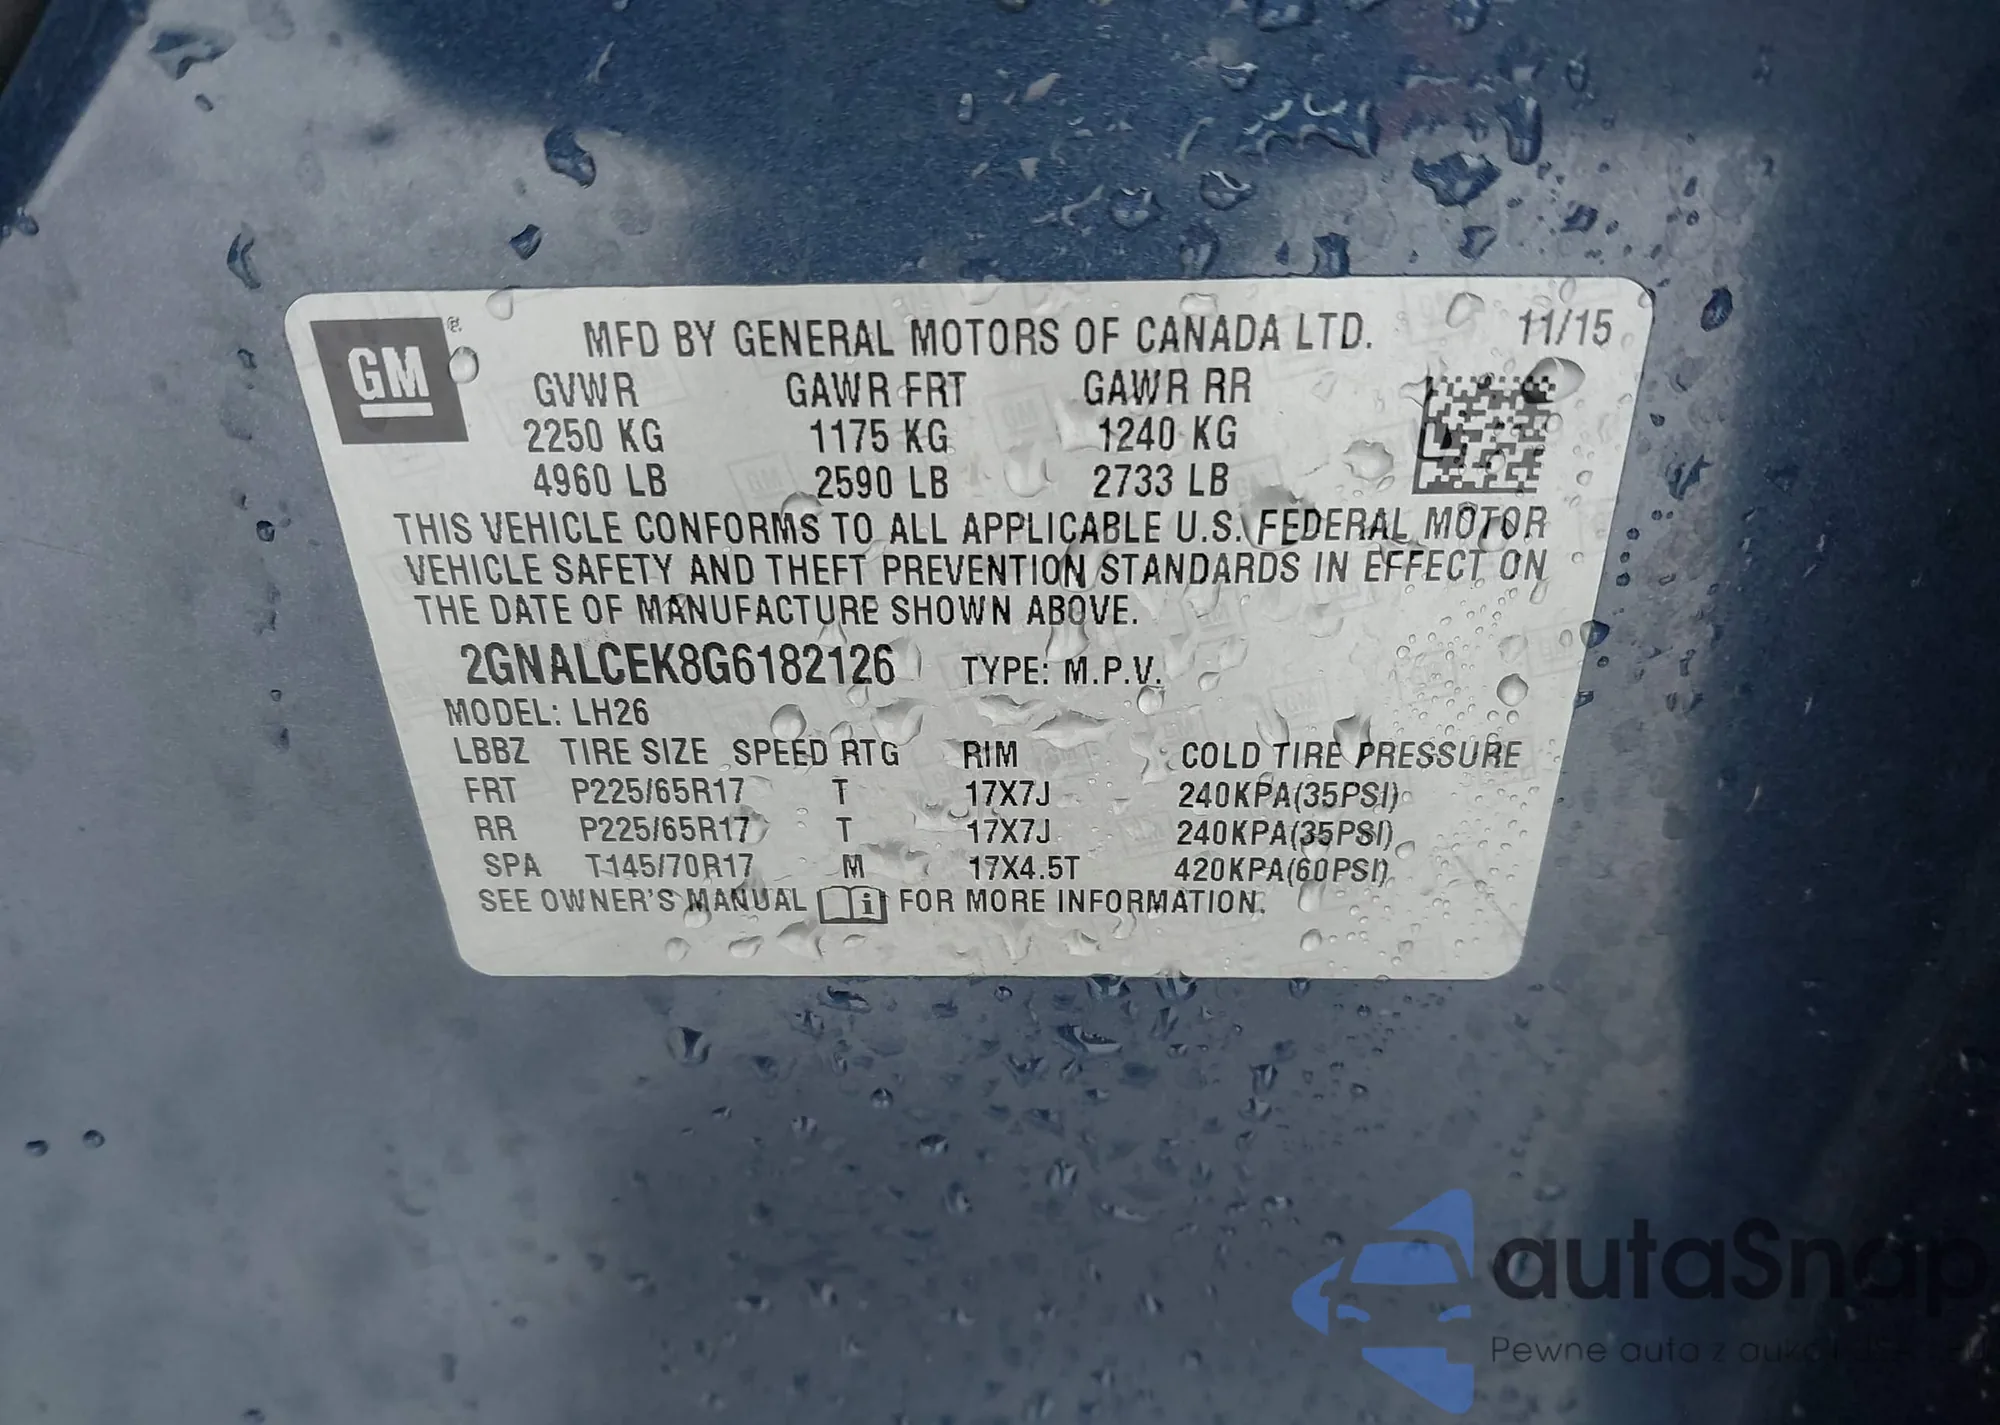 GM ®
MFD BY GENERAL MOTORS OF CANADA LTD. 11/15
GVWR GAWR FRT GAWR RR
2250 KG 1175 KG 1240 KG
4960 LB 2590 LB 2733 LB
THIS VEHICLE CONFORMS TO ALL APPLICABLE U.S. FEDERAL MOTOR
VEHICLE SAFETY AND THEFT PREVENTION STANDARDS IN EFFECT ON
THE DATE OF MANUFACTURE SHOWN ABOVE.
2GNALCEK8G6182126 TYPE: M.P.V.
MODEL: LH26
LBBZ TIRE SIZE SPEED RTG RIM COLD TIRE PRESSURE
FRT P225/65R17 T 17X7J 240KPA(35PSI)
RR P225/65R17 T 17X7J 240KPA(35PSI)
SPA T145/70R17 M 17X4.5T 420KPA(60PSI)
SEE OWNER'S MANUAL i FOR MORE INFORMATION.
autaSnap
Pewne auta z